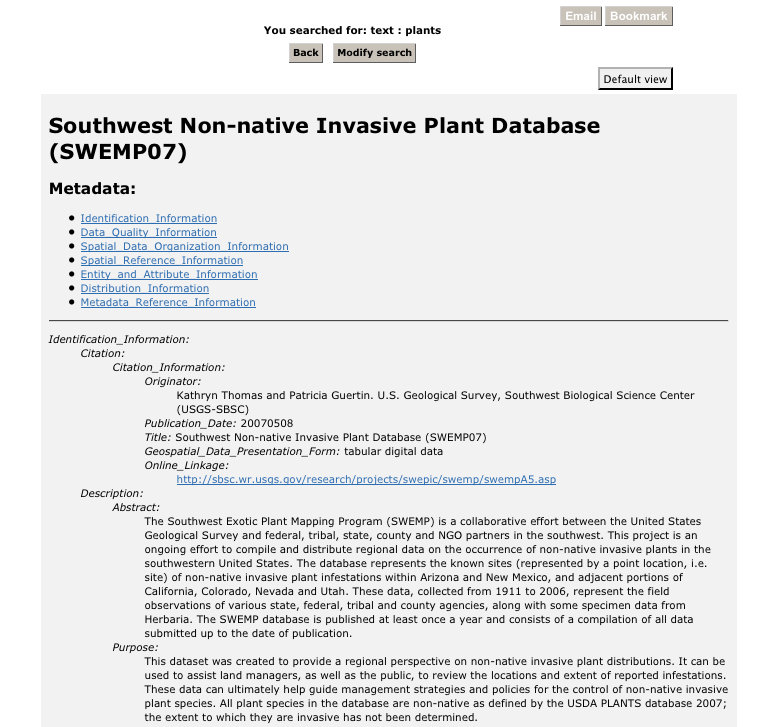 Email Bookmark
You searched for: text : plants
Back Modify search
Default view
Southwest Non-native Invasive Plant Database
(SWEMP07)
Metadata:
Identification_Information
Data_Quality_Information
Spatial_Data_Organization_Information
Spatial_Reference_Information
Entity_and_Attribute_Information
Distribution_Information
Metadata_Reference_Information
Identification_Information:
Citation:
Citation_Information:
Originator:
Kathryn Thomas and Patricia Guertin. U.S. Geological Survey, Southwest Biological Science Center
(USGS-SBSC)
Publication_Date: 20070508
Title: Southwest Non-native Invasive Plant Database (SWEMP07)
Geospatial_Data_Presentation_Form: tabular digital data
Online_Linkage:
http://sbsc.wr.usgs.gov/research/projects/swepic/swemp/swempA5.asp
Description:
Abstract:
The Southwest Exotic Plant Mapping Program (SWEMP) is a collaborative effort between the United States
Geological Survey and federal, tribal, state, county and NGO partners in the southwest. This project is an
ongoing effort to compile and distribute regional data on the occurrence of non-native invasive plants in the
southwestern United States. The database represents the known sites (represented by a point location, i.e.
site) of non-native invasive plant infestations within Arizona and New Mexico, and adjacent portions of
California, Colorado, Nevada and Utah. These data, collected from 1911 to 2006, represent the field
observations of various state, federal, tribal and county agencies, along with some specimen data from
Herbaria. The SWEMP database is published at least once a year and consists of a compilation of all data
submitted up to the date of publication.
Purpose:
This dataset was created to provide a regional perspective on non-native invasive plant distributions. It can be
used to assist land managers, as well as the public, to review the locations and extent of reported infestations.
These data can ultimately help guide management strategies and policies for the control of non-native invasive
plant species. All plant species in the database are non-native as defined by the USDA PLANTS database 2007;
the extent to which they are invasive has not been determined.